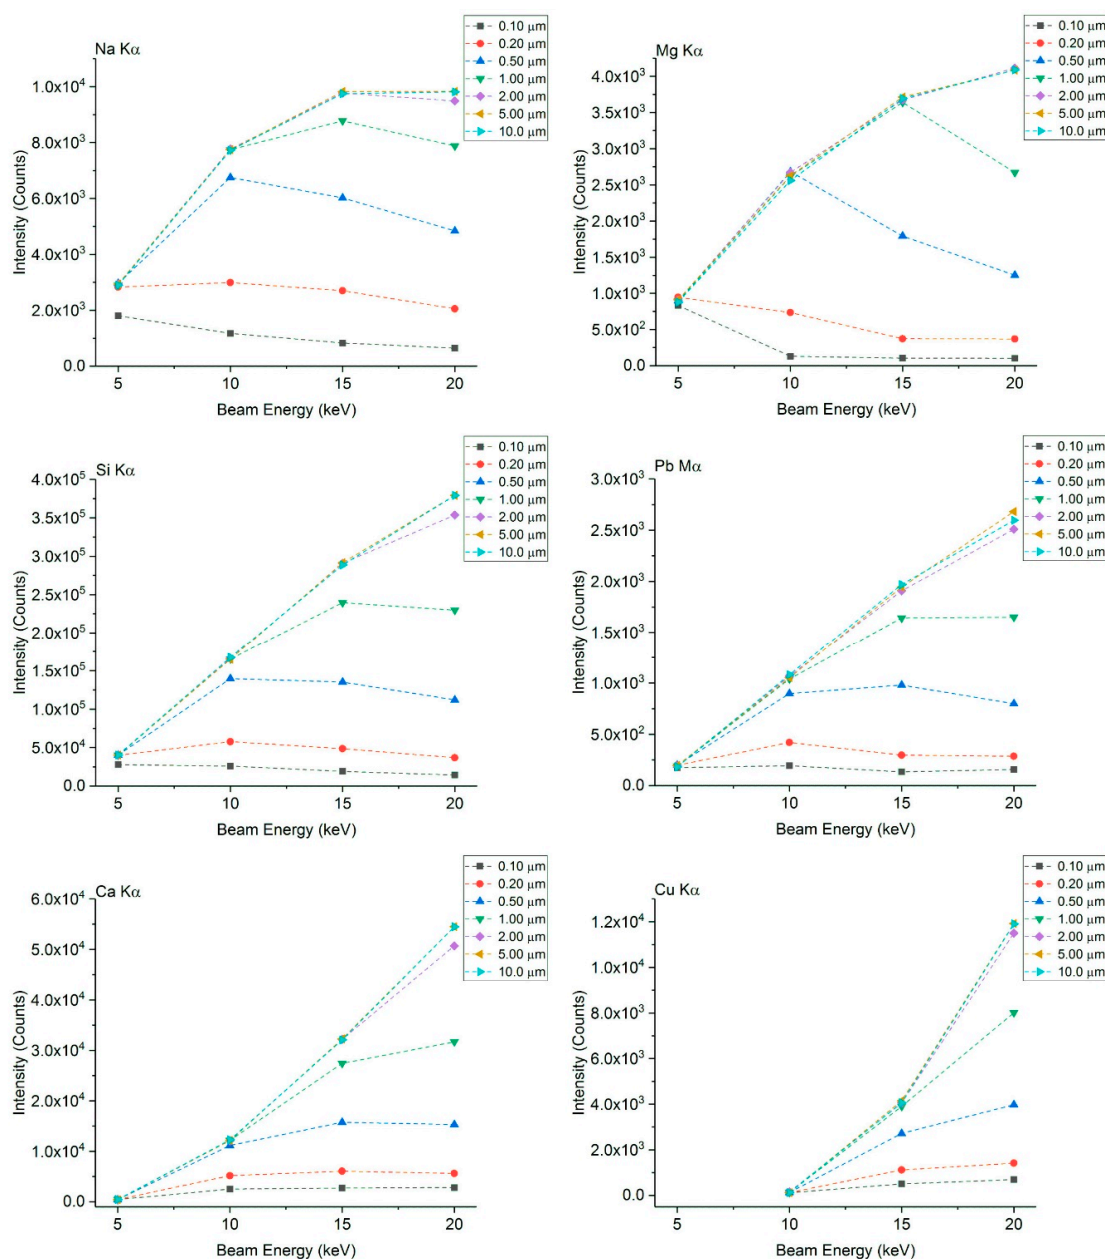 Na Kα
0.10 μm
0.20 μm
0.50 μm
1.00 μm
2.00 μm
5.00 μm
10.0 μm
1.0x10⁴
8.0x10³
6.0x10³
4.0x10³
2.0x10³
0.0
Intensity (Counts)
5 10 15 20
Beam Energy (keV)
Mg Kα
0.10 μm
0.20 μm
0.50 μm
1.00 μm
2.00 μm
5.00 μm
10.0 μm
4.0x10³
3.5x10³
3.0x10³
2.5x10³
2.0x10³
1.5x10³
1.0x10³
5.0x10²
0.0
Intensity (Counts)
5 10 15 20
Beam Energy (keV)
Si Kα
0.10 μm
0.20 μm
0.50 μm
1.00 μm
2.00 μm
5.00 μm
10.0 μm
4.0x10⁵
3.5x10⁵
3.0x10⁵
2.5x10⁵
2.0x10⁵
1.5x10⁵
1.0x10⁵
5.0x10⁴
0.0
Intensity (Counts)
5 10 15 20
Beam Energy (keV)
Pb Mα
0.10 μm
0.20 μm
0.50 μm
1.00 μm
2.00 μm
5.00 μm
10.0 μm
3.0x10³
2.5x10³
2.0x10³
1.5x10³
1.0x10³
5.0x10²
0.0
Intensity (Counts)
5 10 15 20
Beam Energy (keV)
Ca Kα
0.10 μm
0.20 μm
0.50 μm
1.00 μm
2.00 μm
5.00 μm
10.0 μm
6.0x10⁴
5.0x10⁴
4.0x10⁴
3.0x10⁴
2.0x10⁴
1.0x10⁴
0.0
Intensity (Counts)
5 10 15 20
Beam Energy (keV)
Cu Kα
0.10 μm
0.20 μm
0.50 μm
1.00 μm
2.00 μm
5.00 μm
10.0 μm
1.2x10⁴
1.0x10⁴
8.0x10³
6.0x10³
4.0x10³
2.0x10³
0.0
Intensity (Counts)
5 10 15 20
Beam Energy (keV)